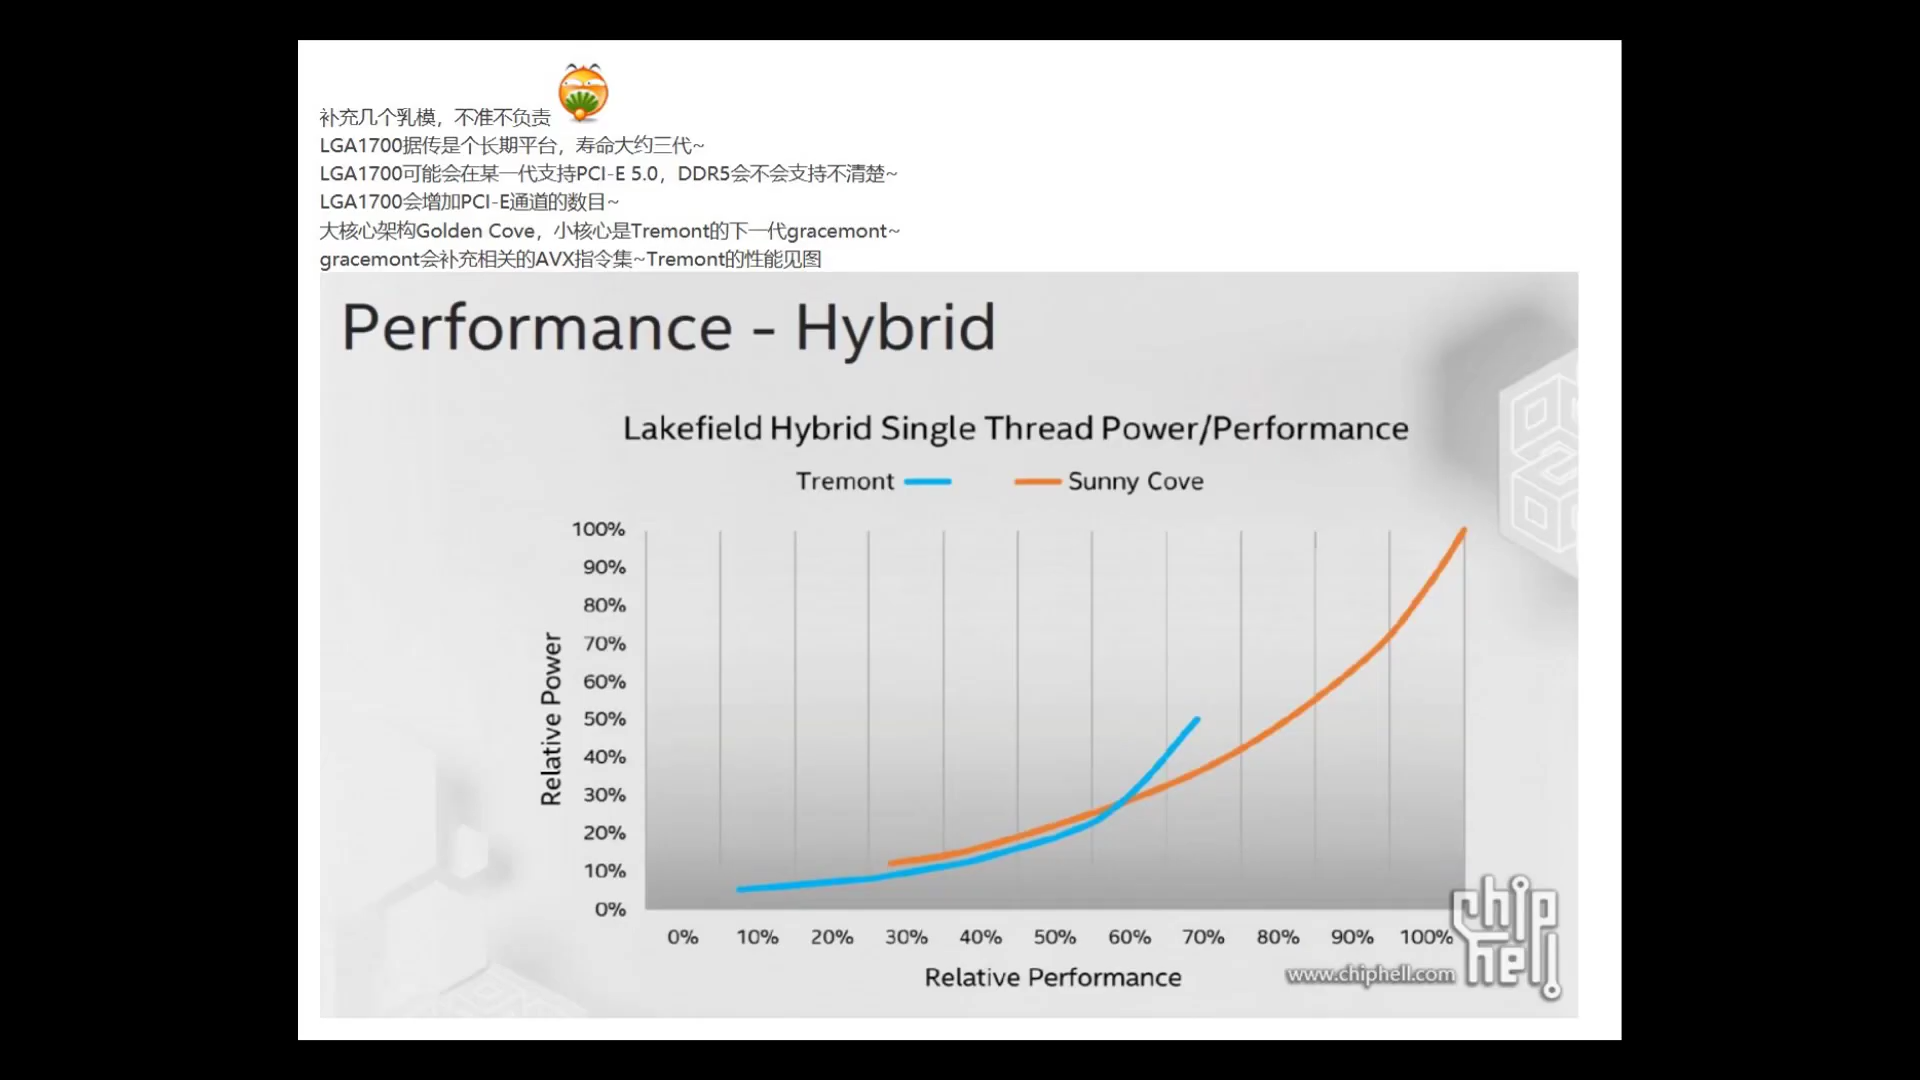 补充几个乳模，不准不负责
LGA1700据传是个长期平台，寿命大约三代~
LGA1700可能会在某一代支持PCI-E 5.0，DDR5会不会支持不清楚~
LGA1700会增加PCI-E通道的数目~
大核心架构Golden Cove，小核心是Tremont的下一代gracemont~
gracemont会补充相关的AVX指令集~Tremont的性能见图
Performance - Hybrid
Lakefield Hybrid Single Thread Power/Performance
Tremont Sunny Cove
100%
90%
80%
70%
60%
50%
40%
30%
20%
10%
0%
Relative Power
0% 10% 20% 30% 40% 50% 60% 70% 80% 90% 100%
Relative Performance
www.chiphell.com
chip
hell